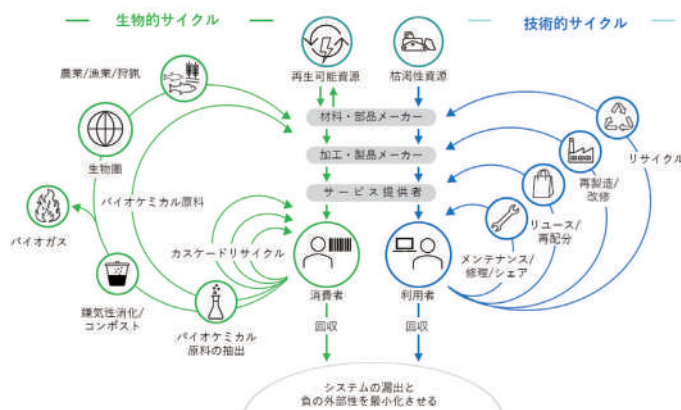 生物的サイクル
技術的サイクル
再生可能資源
枯渇性資源
農業/漁業/狩猟
材料・部品メーカー
リサイクル
加工・製品メーカー
生物圏
再製造/
改修
サービス提供者
バイオケミカル原料
リユース/
再配分
バイオガス
カスケードリサイクル
メンテナンス/
修理/シェア
消費者
利用者
嫌気性消化/
コンポスト
バイオケミカル
原料の抽出
回収
回収
システムの漏出と
負の外部性を最小化させる